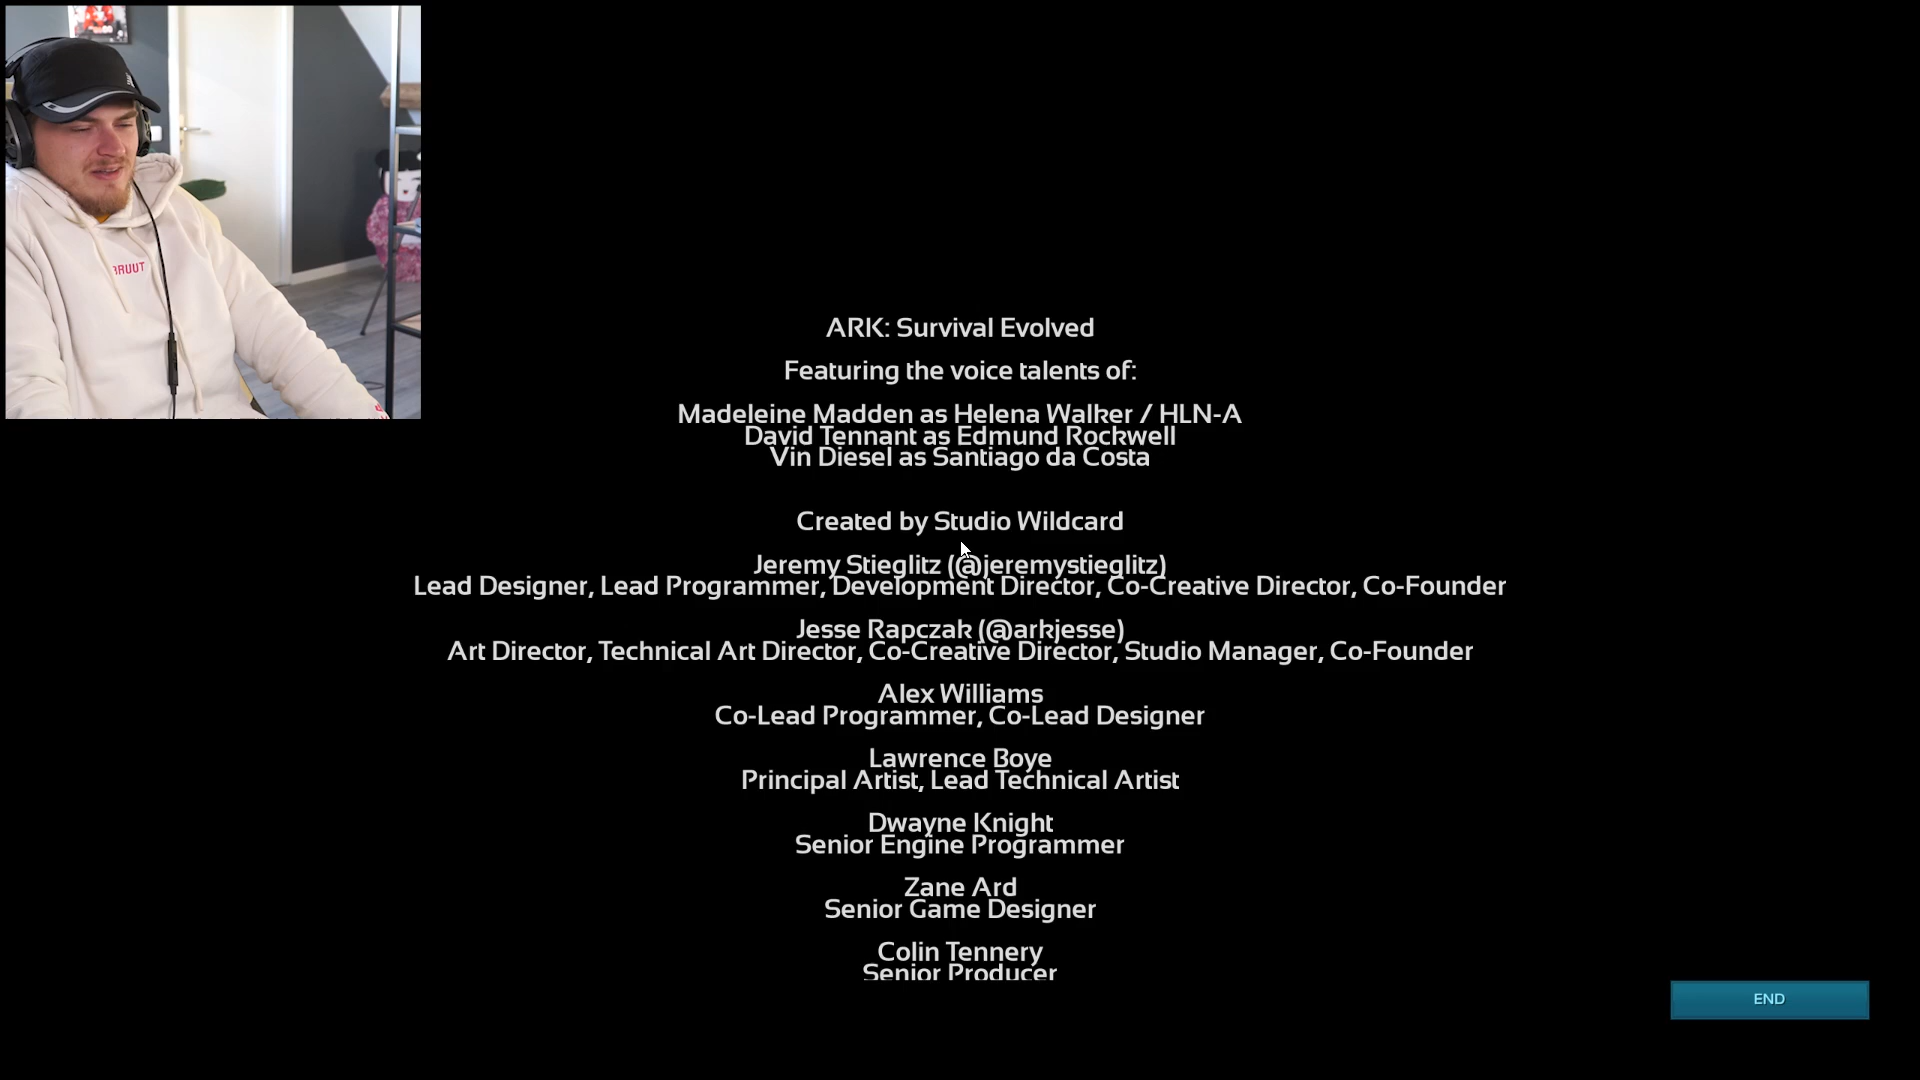 BRUUT
ARK: Survival Evolved
Featuring the voice talents of:
Madeleine Madden as Helena Walker / HLN-A
David Tennant as Edmund Rockwell
Vin Diesel as Santiago da Costa
Created by Studio Wildcard
Jeremy Stieglitz (@jeremystieglitz)
Lead Designer, Lead Programmer, Development Director, Co-Creative Director, Co-Founder
Jesse Rapczak (@arkjesse)
Art Director, Technical Art Director, Co-Creative Director, Studio Manager, Co-Founder
Alex Williams
Co-Lead Programmer, Co-Lead Designer
Lawrence Boye
Principal Artist, Lead Technical Artist
Dwayne Knight
Senior Engine Programmer
Zane Ard
Senior Game Designer
Colin Tennery
Senior Producer
END